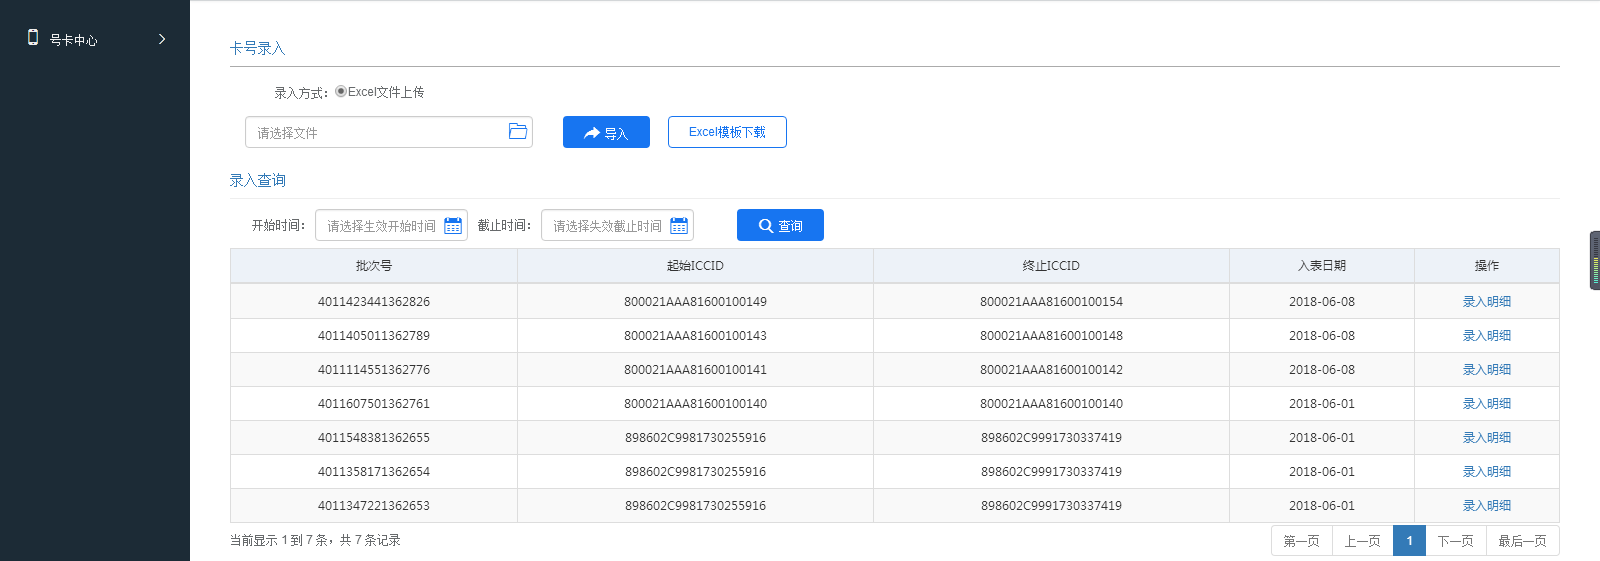 号卡中心
卡号录入
录入方式: Excel文件上传
请选择文件 导入 Excel模板下载
录入查询
开始时间: 请选择生效开始时间 截止时间: 请选择失效截止时间 查询
批次号 起始ICCID 终止ICCID 入表日期 操作
4011423441362826 800021AAA81600100149 800021AAA81600100154 2018-06-08 录入明细
4011405011362789 800021AAA81600100143 800021AAA81600100148 2018-06-08 录入明细
4011114551362776 800021AAA81600100141 800021AAA81600100142 2018-06-08 录入明细
4011607501362761 800021AAA81600100140 800021AAA81600100140 2018-06-01 录入明细
4011548381362655 898602C9981730255916 898602C9991730337419 2018-06-01 录入明细
4011358171362654 898602C9981730255916 898602C9991730337419 2018-06-01 录入明细
4011347221362653 898602C9981730255916 898602C9991730337419 2018-06-01 录入明细
当前显示 1 到 7 条，共 7 条记录 第一页 上一页 1 下一页 最后一页